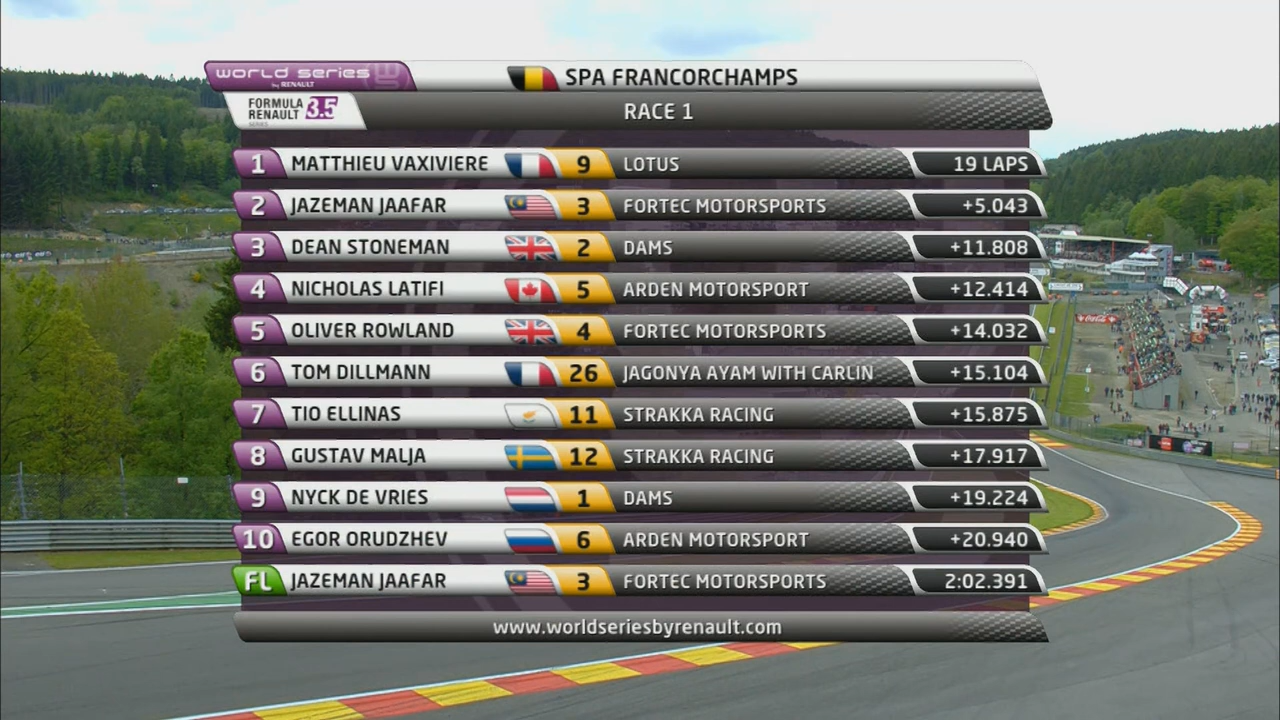 world series
by RENAULT
SPA FRANCORCHAMPS
FORMULA RENAULT 3.5 SERIES
RACE 1
1 MATTHIEU VAXIVIERE 9 LOTUS 19 LAPS
2 JAZEMAN JAAFAR 3 FORTEC MOTORSPORTS +5.043
3 DEAN STONEMAN 2 DAMS +11.808
4 NICHOLAS LATIFI 5 ARDEN MOTORSPORT +12.414
5 OLIVER ROWLAND 4 FORTEC MOTORSPORTS +14.032
6 TOM DILLMANN 26 JAGONYA AYAM WITH CARLIN +15.104
7 TIO ELLINAS 11 STRAKKA RACING +15.875
8 GUSTAV MALJA 12 STRAKKA RACING +17.917
9 NYCK DE VRIES 1 DAMS +19.224
10 EGOR ORUDZHEV 6 ARDEN MOTORSPORT +20.940
FL JAZEMAN JAAFAR 3 FORTEC MOTORSPORTS 2:02.391
www.worldseriesbyrenault.com
Coca-Cola